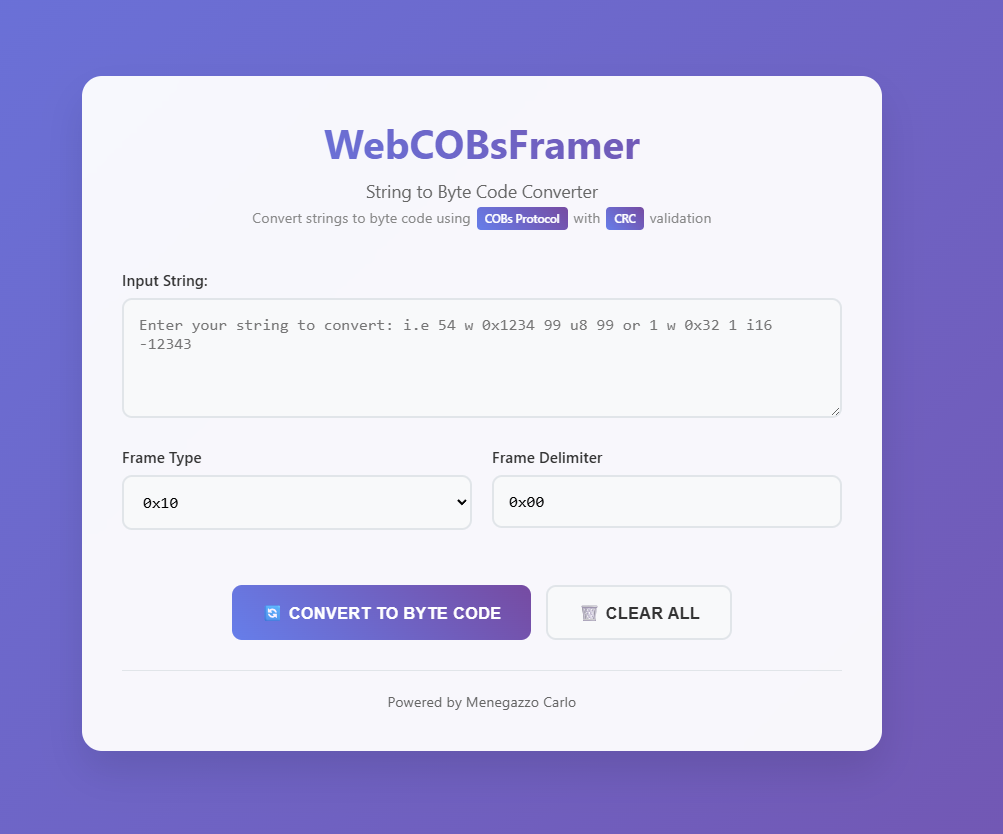 WebCOBsFramer
String to Byte Code Converter
Convert strings to byte code using COBs Protocol with CRC validation
Input String:
Enter your string to convert: i.e 54 w 0x1234 99 u8 99 or 1 w 0x32 1 i16
-12343
Frame Type
Frame Delimiter
0x10
0x00
CONVERT TO BYTE CODE
CLEAR ALL
Powered by Menegazzo Carlo